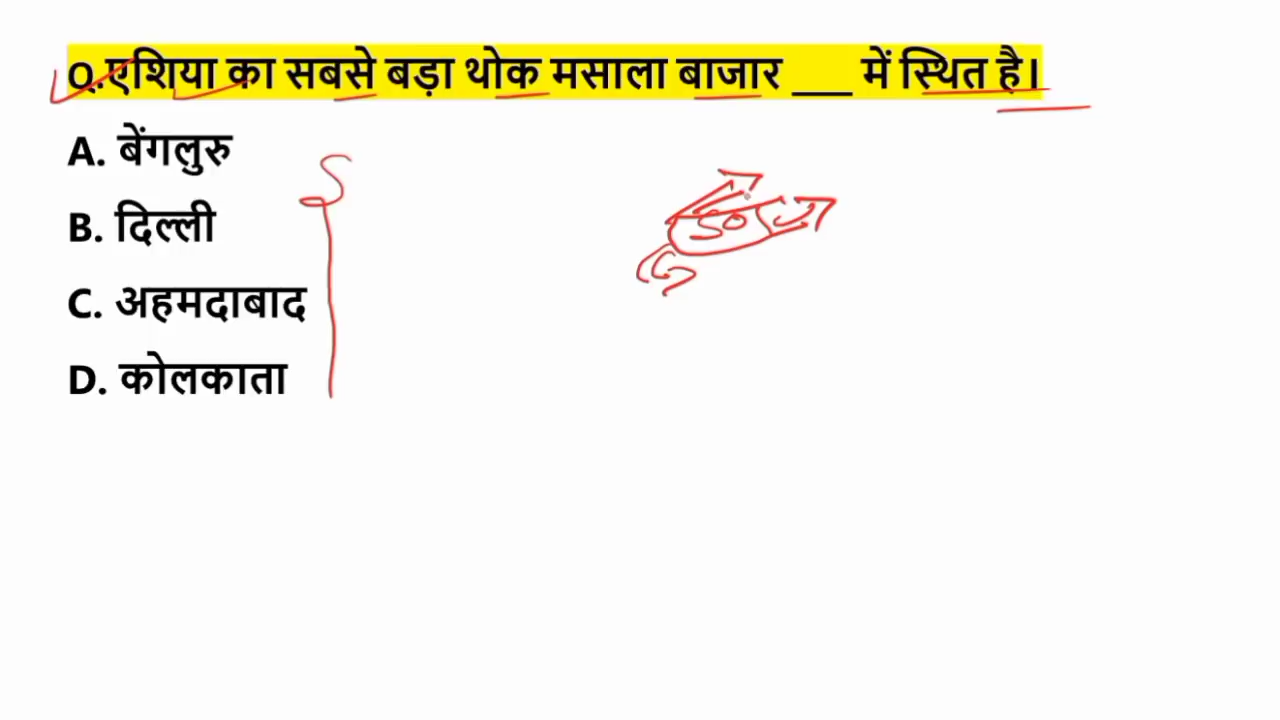 Q.एशिया का सबसे बड़ा थोक मसाला बाजार ___ में स्थित है।
A. बेंगलुरु
B. दिल्ली
C. अहमदाबाद
D. कोलकाता